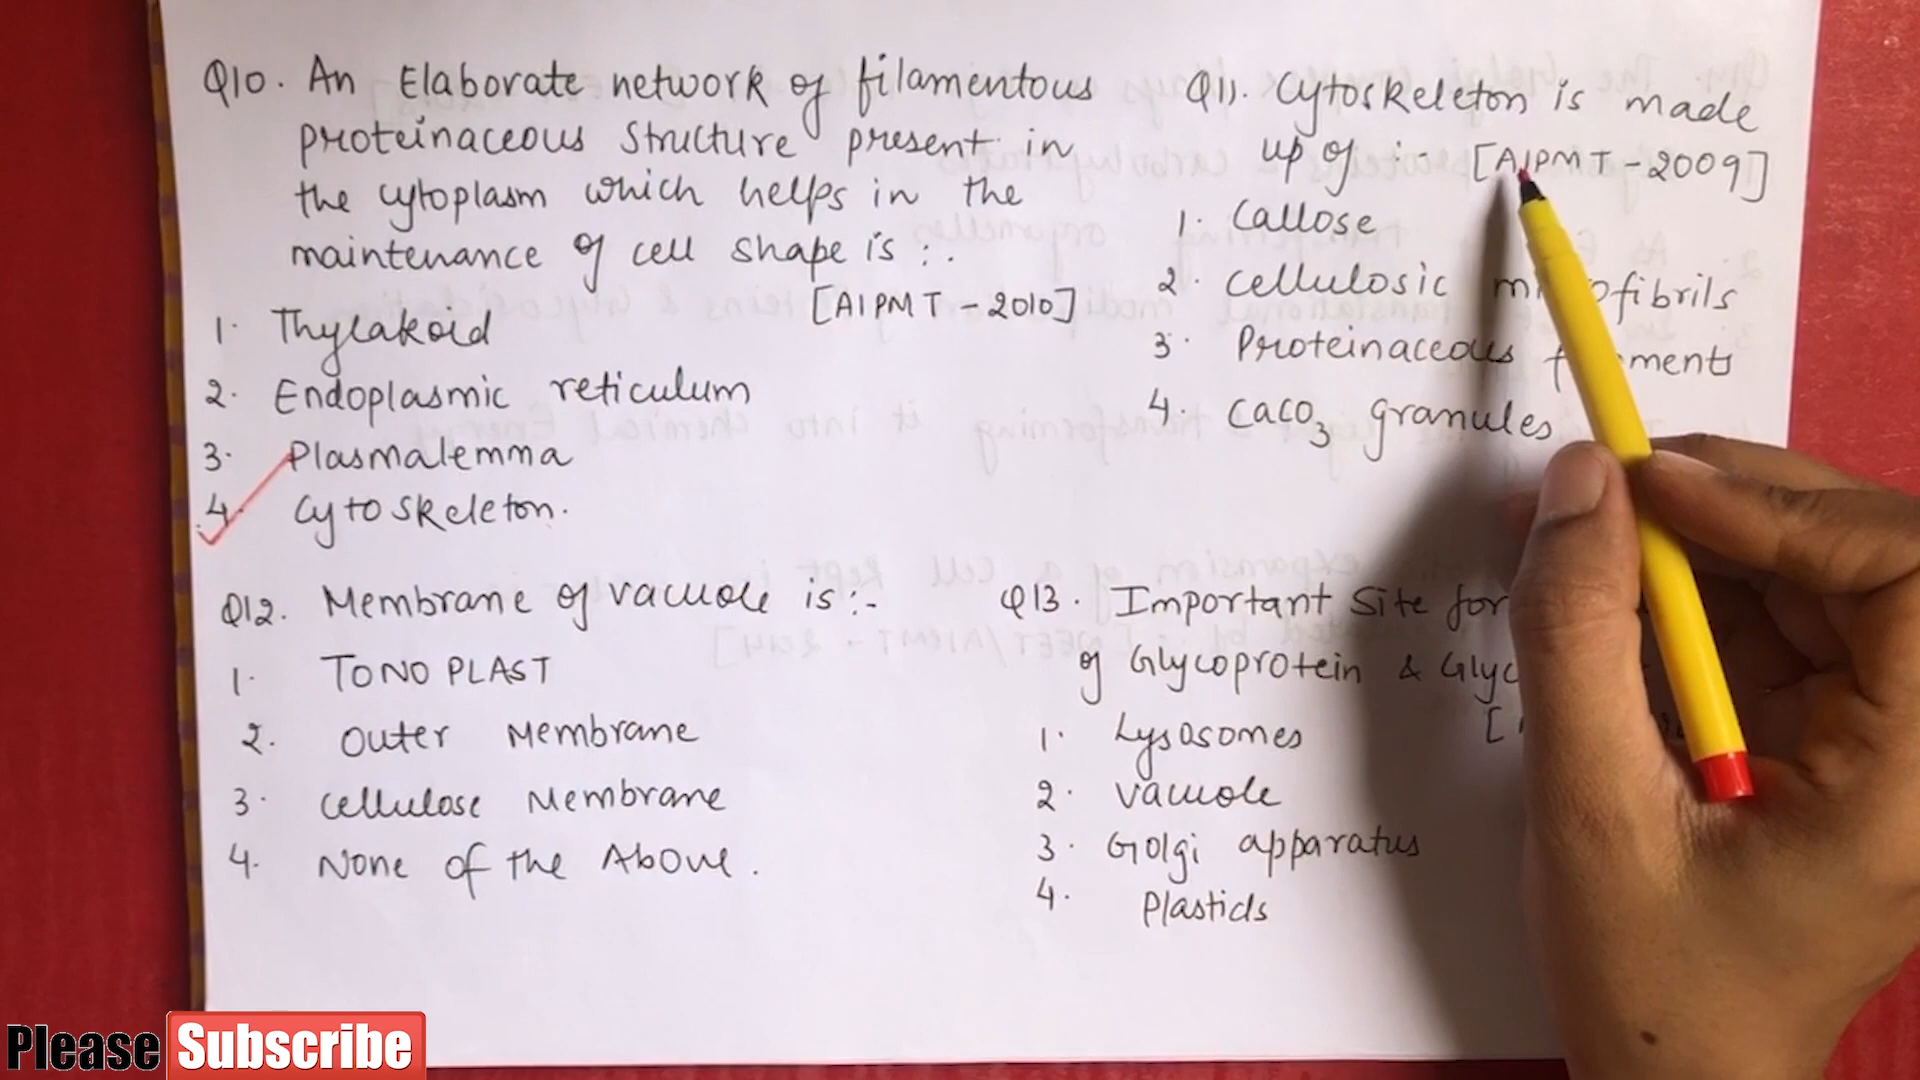 Q10. An Elaborate network of filamentous
proteinaceous structure present in
the cytoplasm which helps in the
maintenance of cell shape is :.
[AIPMT - 2010]
1. Thylakoid
2. Endoplasmic reticulum
3. Plasmalemma
4. Cytoskeleton.
Q11. Cytoskeleton is made
up of :- [AIPMT - 2009]
1. Callose
2. Cellulosic
3. Proteinaceous
4. CaCO3 granules
Q12. Membrane of vacuole is :-
1. TONOPLAST
2. Outer Membrane
3. Cellulose Membrane
4. None of the Above.
Q13. Important Site for
of Glycoprotein &
1. Lysosomes
2. Vacuole
3. Golgi apparatus
4. Plastids
Please Subscribe